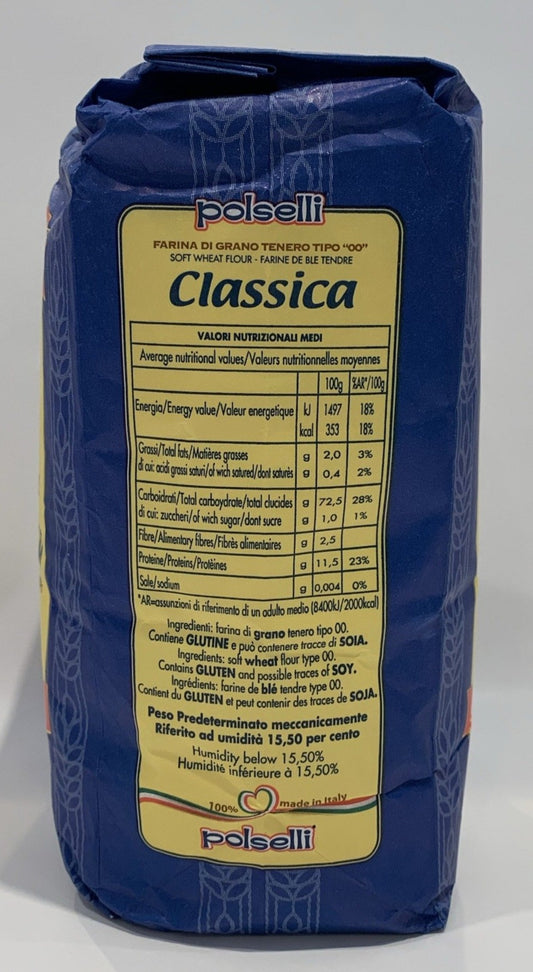 polselli
FARINA DI GRANO TENERO TIPO "00"
SOFT WHEAT FLOUR - FARINE DE BLE TENDRE
Classica
VALORI NUTRIZIONALI MEDI
Average nutritional values/Valeurs nutritionnelles moyennes
100g %AR*/100g
Energia/Energy value/Valeur energetique kJ 1497 18%
kcal 353 18%
Grassi/Total fats/Matières grasses g 2,0 3%
di cui: acidi grassi saturi/of wich satured/dont saturès g 0,4 2%
Carboidrati/Total carboydrate/total clucides g 72,5 28%
di cui: zuccheri/of wich sugar/dont sucre g 1,0 1%
Fibre/Alimentary fibres/Fibrès alimentaires g 2,5
Proteine/Proteins/Protèines g 11,5 23%
Sale/sodium g 0,004 0%
*AR=assunzioni di riferimento di un adulto medio (8400kJ/2000kcal)
Ingredienti: farina di grano tenero tipo 00.
Contiene GLUTINE e può contenere tracce di SOIA.
Ingredients: soft wheat flour type 00.
Contains GLUTEN and possible traces of SOY.
Ingrédients: farine de blé tendre type 00.
Contient du GLUTEN et peut contenir des traces de SOJA.
Peso Predeterminato meccanicamente
Riferito ad umidità 15,50 per cento
Humidity below 15,50%
Humidité infèrieure à 15,50%
100% made in Italy
polselli